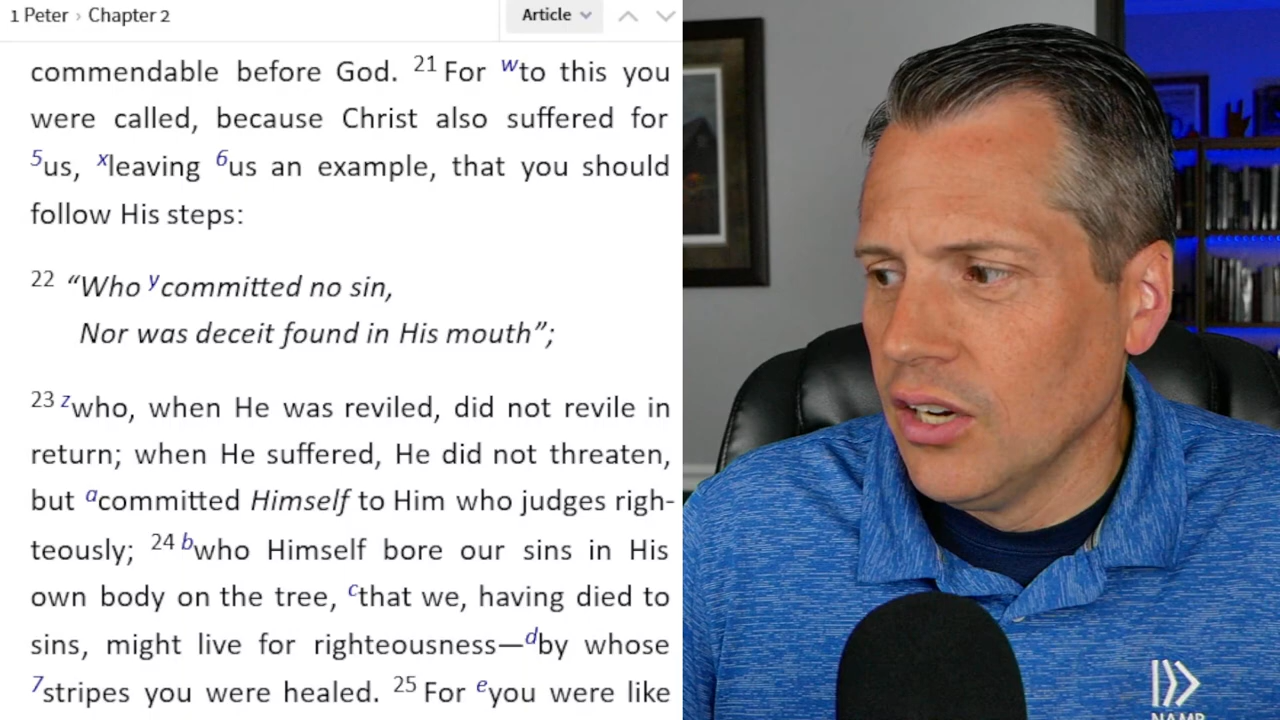 1 Peter › Chapter 2
Article
commendable before God. 21 For wto this you
were called, because Christ also suffered for
5us, xleaving 6us an example, that you should
follow His steps:
22 “Who ycommitted no sin,
Nor was deceit found in His mouth”;
23 zwho, when He was reviled, did not revile in
return; when He suffered, He did not threaten,
but acommitted Himself to Him who judges righ-
teously; 24 bwho Himself bore our sins in His
own body on the tree, cthat we, having died to
sins, might live for righteousness—dby whose
7stripes you were healed. 25 For eyou were like